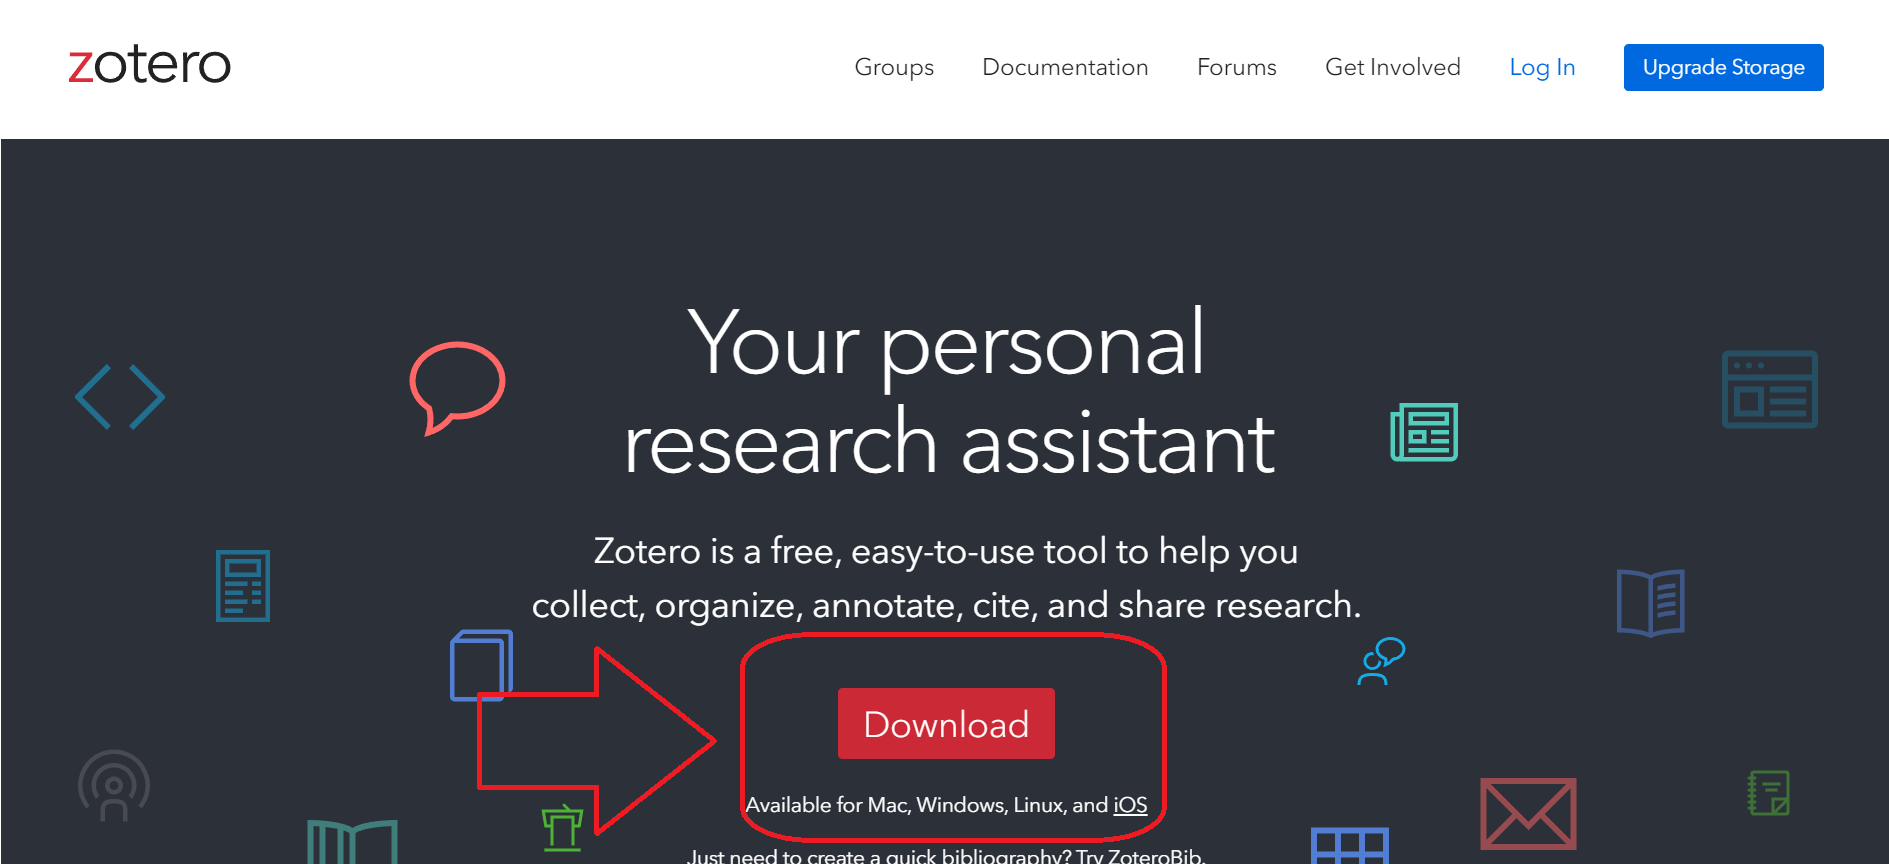 zotero
Groups Documentation Forums Get Involved Log In Upgrade Storage
Your personal
research assistant
Zotero is a free, easy-to-use tool to help you
collect, organize, annotate, cite, and share research.
Download
Available for Mac, Windows, Linux, and iOS
Just need to create a quick bibliography? Try ZoteroBib.